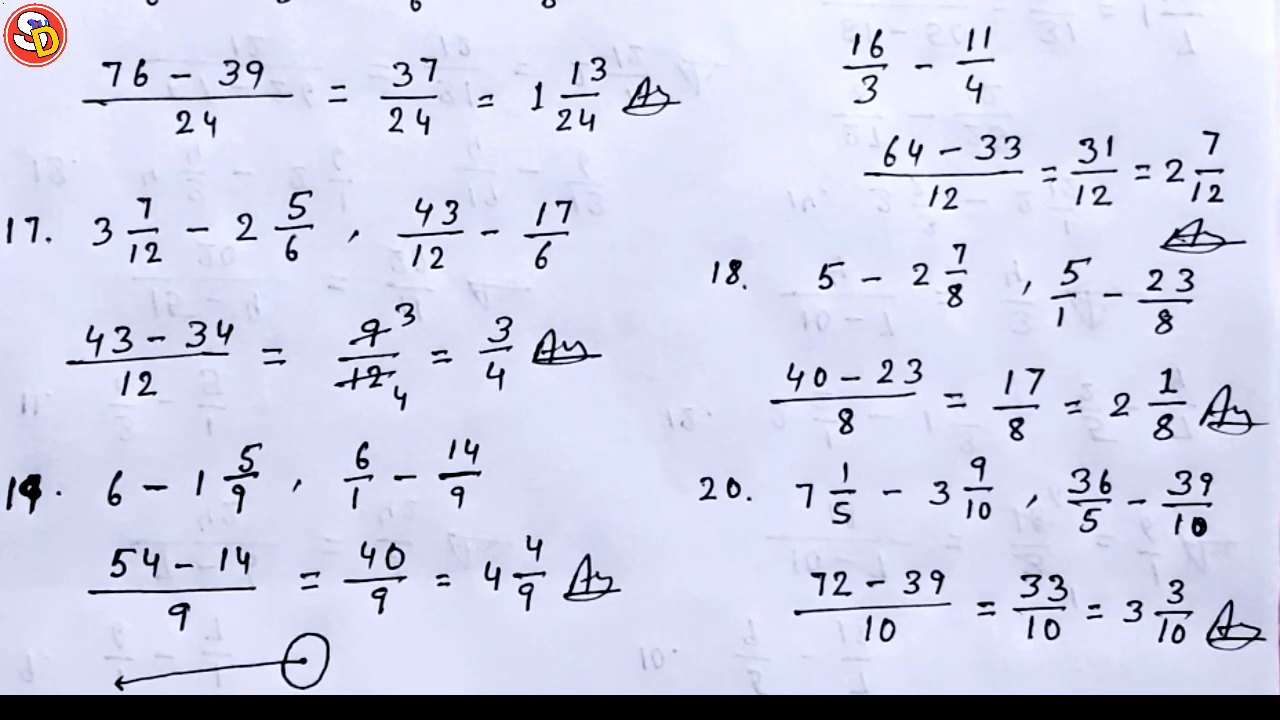 SD
76 - 39 / 24 = 37/24 = 1 13/24 Ans
17. 3 7/12 - 2 5/6 , 43/12 - 17/6
43 - 34 / 12 = 9/12 3 4 = 3/4 Ans
19. 6 - 1 5/9 , 6/1 - 14/9
54 - 14 / 9 = 40/9 = 4 4/9 Ans
16/3 - 11/4
64 - 33 / 12 = 31/12 = 2 7/12
Ans
18. 5 - 2 7/8 , 5/1 - 23/8
40 - 23 / 8 = 17/8 = 2 1/8 Ans
20. 7 1/5 - 3 9/10 , 36/5 - 39/10
72 - 39 / 10 = 33/10 = 3 3/10 Ans